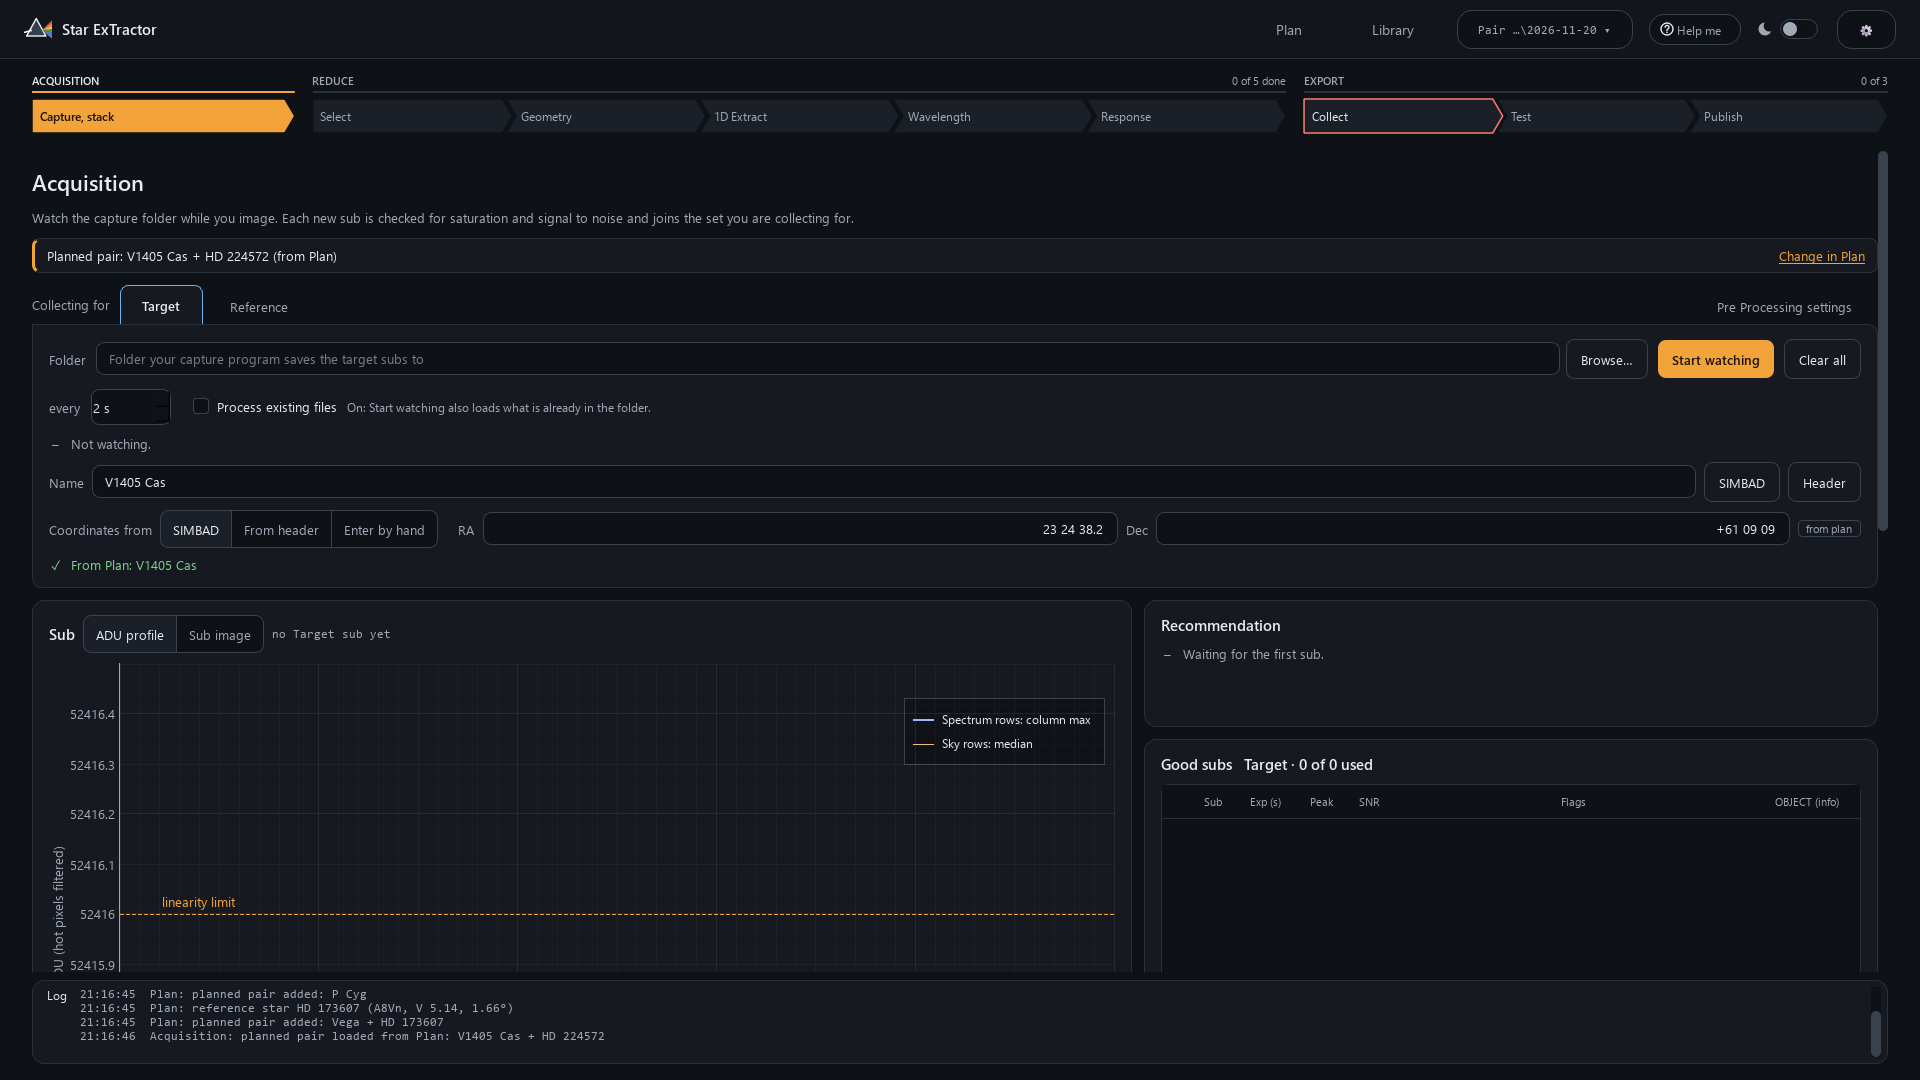 Star ExTractor
Plan
Library
Pair …\2026-11-20 ▾
Help me
ACQUISITION
REDUCE
0 of 5 done
EXPORT
0 of 3
Capture, stack
Select
Geometry
1D Extract
Wavelength
Response
Collect
Test
Publish
Acquisition
Watch the capture folder while you image. Each new sub is checked for saturation and signal to noise and joins the set you are collecting for.
Planned pair: V1405 Cas + HD 224572 (from Plan)
Change in Plan
Collecting for
Target
Reference
Pre Processing settings
Folder
Folder your capture program saves the target subs to
Browse...
Start watching
Clear all
every
2 s
Process existing files
On: Start watching also loads what is already in the folder.
– Not watching.
Name
V1405 Cas
SIMBAD
Header
Coordinates from
SIMBAD
From header
Enter by hand
RA
23 24 38.2
Dec
+61 09 09
from plan
✓ From Plan: V1405 Cas
Sub
ADU profile
Sub image
no Target sub yet
Spectrum rows: column max
Sky rows: median
52416.4
52416.3
52416.2
52416.1
52416
52415.9
linearity limit
DU (hot pixels filtered)
Recommendation
– Waiting for the first sub.
Good subs
Target · 0 of 0 used
Sub
Exp (s)
Peak
SNR
Flags
OBJECT (info)
Log
21:16:45 Plan: planned pair added: P Cyg
21:16:45 Plan: reference star HD 173607 (A8Vn, V 5.14, 1.66°)
21:16:45 Plan: planned pair added: Vega + HD 173607
21:16:46 Acquisition: planned pair loaded from Plan: V1405 Cas + HD 224572